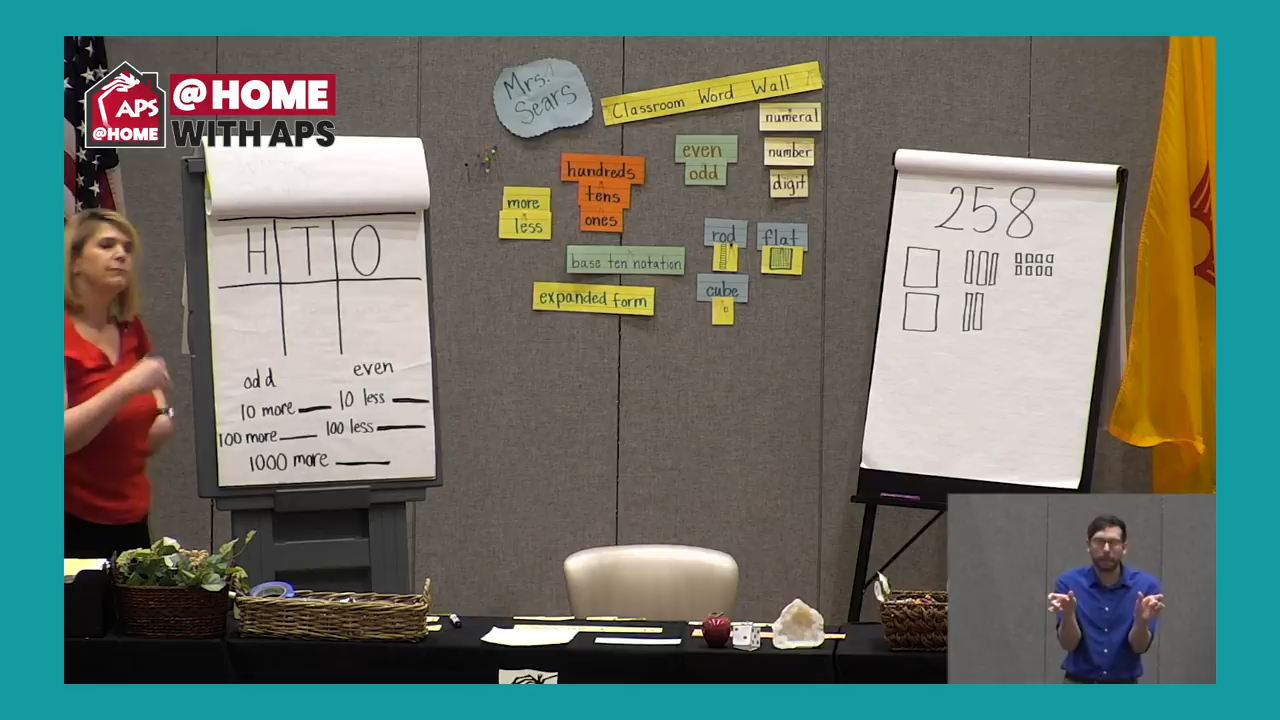 APS
@HOME
@HOME
WITH APS
Mrs.
Sears
Classroom Word Wall
numeral
number
digit
even
odd
hundreds
tens
ones
more
less
rod
flat
base ten notation
cube
expanded form
H T O
odd even
10 more 10 less
100 more 100 less
1000 more
258